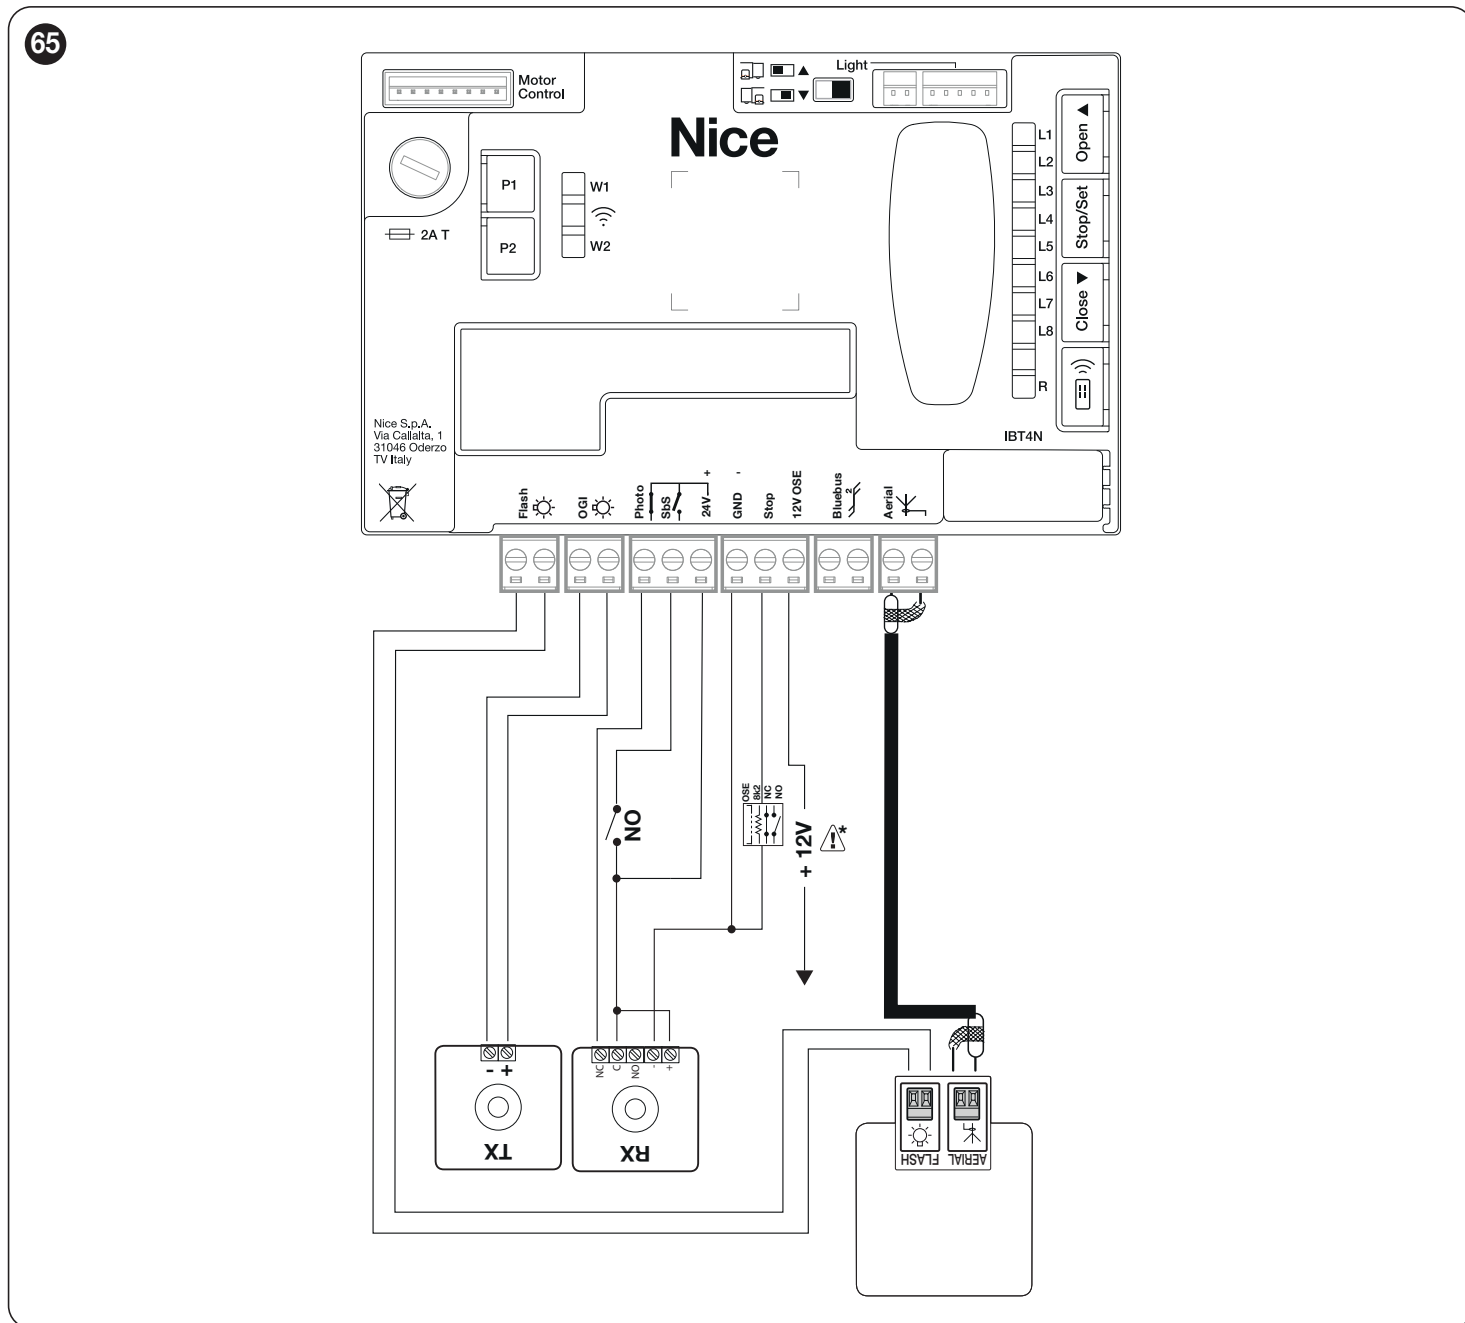 65
Motor
Control
Light
Nice
2A T
P1
P2
W1
W2
L1
L2
L3
L4
L5
L6
L7
L8
R
Open ▲
Stop/Set
Close ▼
Nice S.p.A.
Via Callalta, 1
31046 Oderzo
TV Italy
IBT4N
Flash
OGI
Photo
SbS
24V
+
-
GND
Stop
12V OSE
Bluebus
2
Aerial
NO
OSE
8k2
NC
NO
+ 12V
*
- +
TX
NC
C
NO
-
+
RX
FLASH
AERIAL